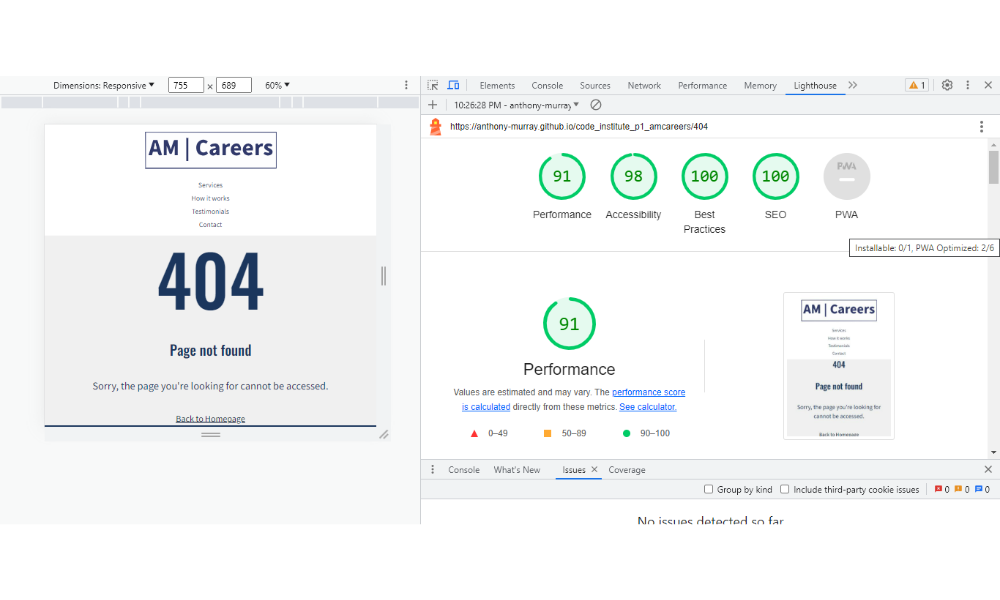 Dimensions: Responsive ▼ 755 × 689 60% ▼
AM | Careers
Services
How it works
Testimonials
Contact
404
Page not found
Sorry, the page you're looking for cannot be accessed.
Back to Homepage
Elements Console Sources Network Performance Memory Lighthouse 1
10:26:28 PM - anthony-murray ▼
https://anthony-murray.github.io/code_institute_p1_amcareers/404
91 98 100 100 PWA
Performance Accessibility Best Practices SEO PWA
Installable: 0/1, PWA Optimized: 2/6
91
Performance
Values are estimated and may vary. The performance score
is calculated directly from these metrics. See calculator.
0–49 50–89 90–100
AM | Careers
Services
How it works
Testimonials
Contact
404
Page not found
Sorry, the page you're looking for
cannot be accessed.
Back to Homepage
Console What's New Issues Coverage
Group by kind Include third-party cookie issues 0 0 0
No issues detected so far